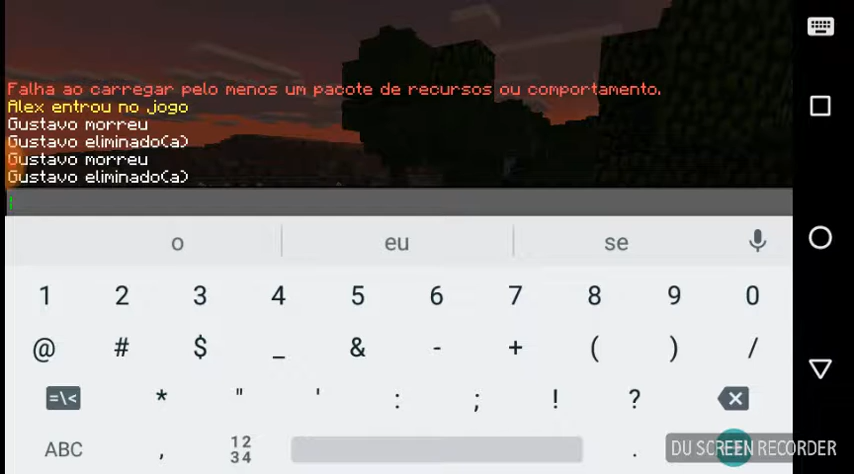 Falha ao carregar pelo menos um pacote de recursos ou comportamento.
Alex entrou no jogo
Gustavo morreu
Gustavo eliminado(a)
Gustavo morreu
Gustavo eliminado(a)
o eu se
1 2 3 4 5 6 7 8 9 0
@ # $ _ & - + ( ) /
=\< * " ' : ; ! ?
ABC , 12 34 . DU SCREEN RECORDER